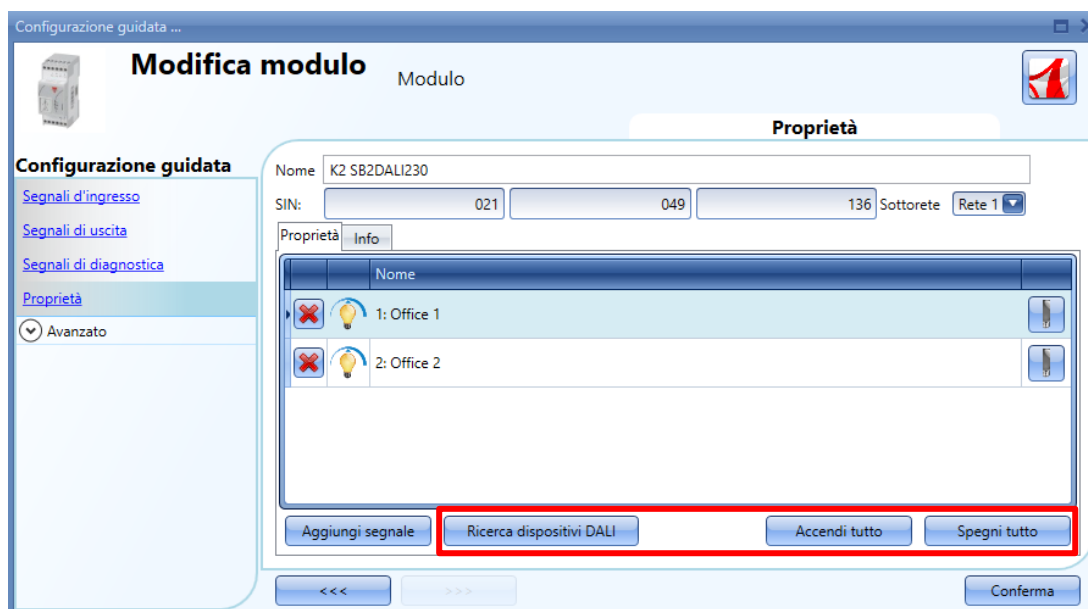 Configurazione guidata ...
Modifica modulo
Modulo
Proprietà
Configurazione guidata
Segnali d'ingresso
Segnali di uscita
Segnali di diagnostica
Proprietà
Avanzato
Nome K2 SB2DALI230
SIN: 021 049 136 Sottorete Rete 1
Proprietà Info
Nome
1: Office 1
2: Office 2
Aggiungi segnale Ricerca dispositivi DALI Accendi tutto Spegni tutto
<<< >>> Conferma